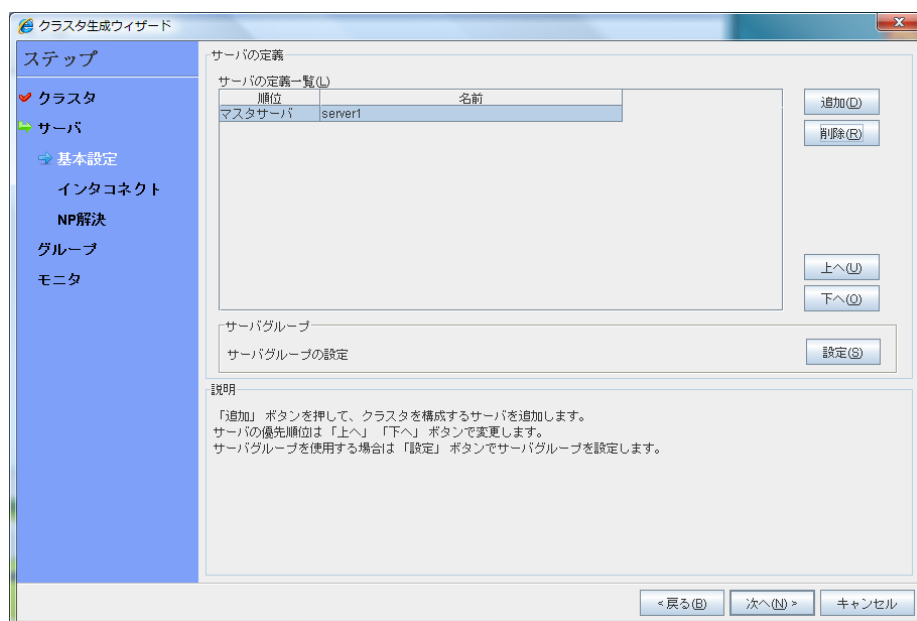 クラスタ生成ウィザード
ステップ
クラスタ
サーバ
基本設定
インタコネクト
NP解決
グループ
モニタ
サーバの定義
サーバの定義一覧(L)
順位 名前
マスタサーバ server1
追加(D)
削除(R)
上へ(U)
下へ(O)
サーバグループ
サーバグループの設定
設定(S)
説明
「追加」 ボタンを押して、クラスタを構成するサーバを追加します。
サーバの優先順位は 「上へ」 「下へ」 ボタンで変更します。
サーバグループを使用する場合は 「設定」 ボタンでサーバグループを設定します。
<戻る(B) 次へ(N)> キャンセル